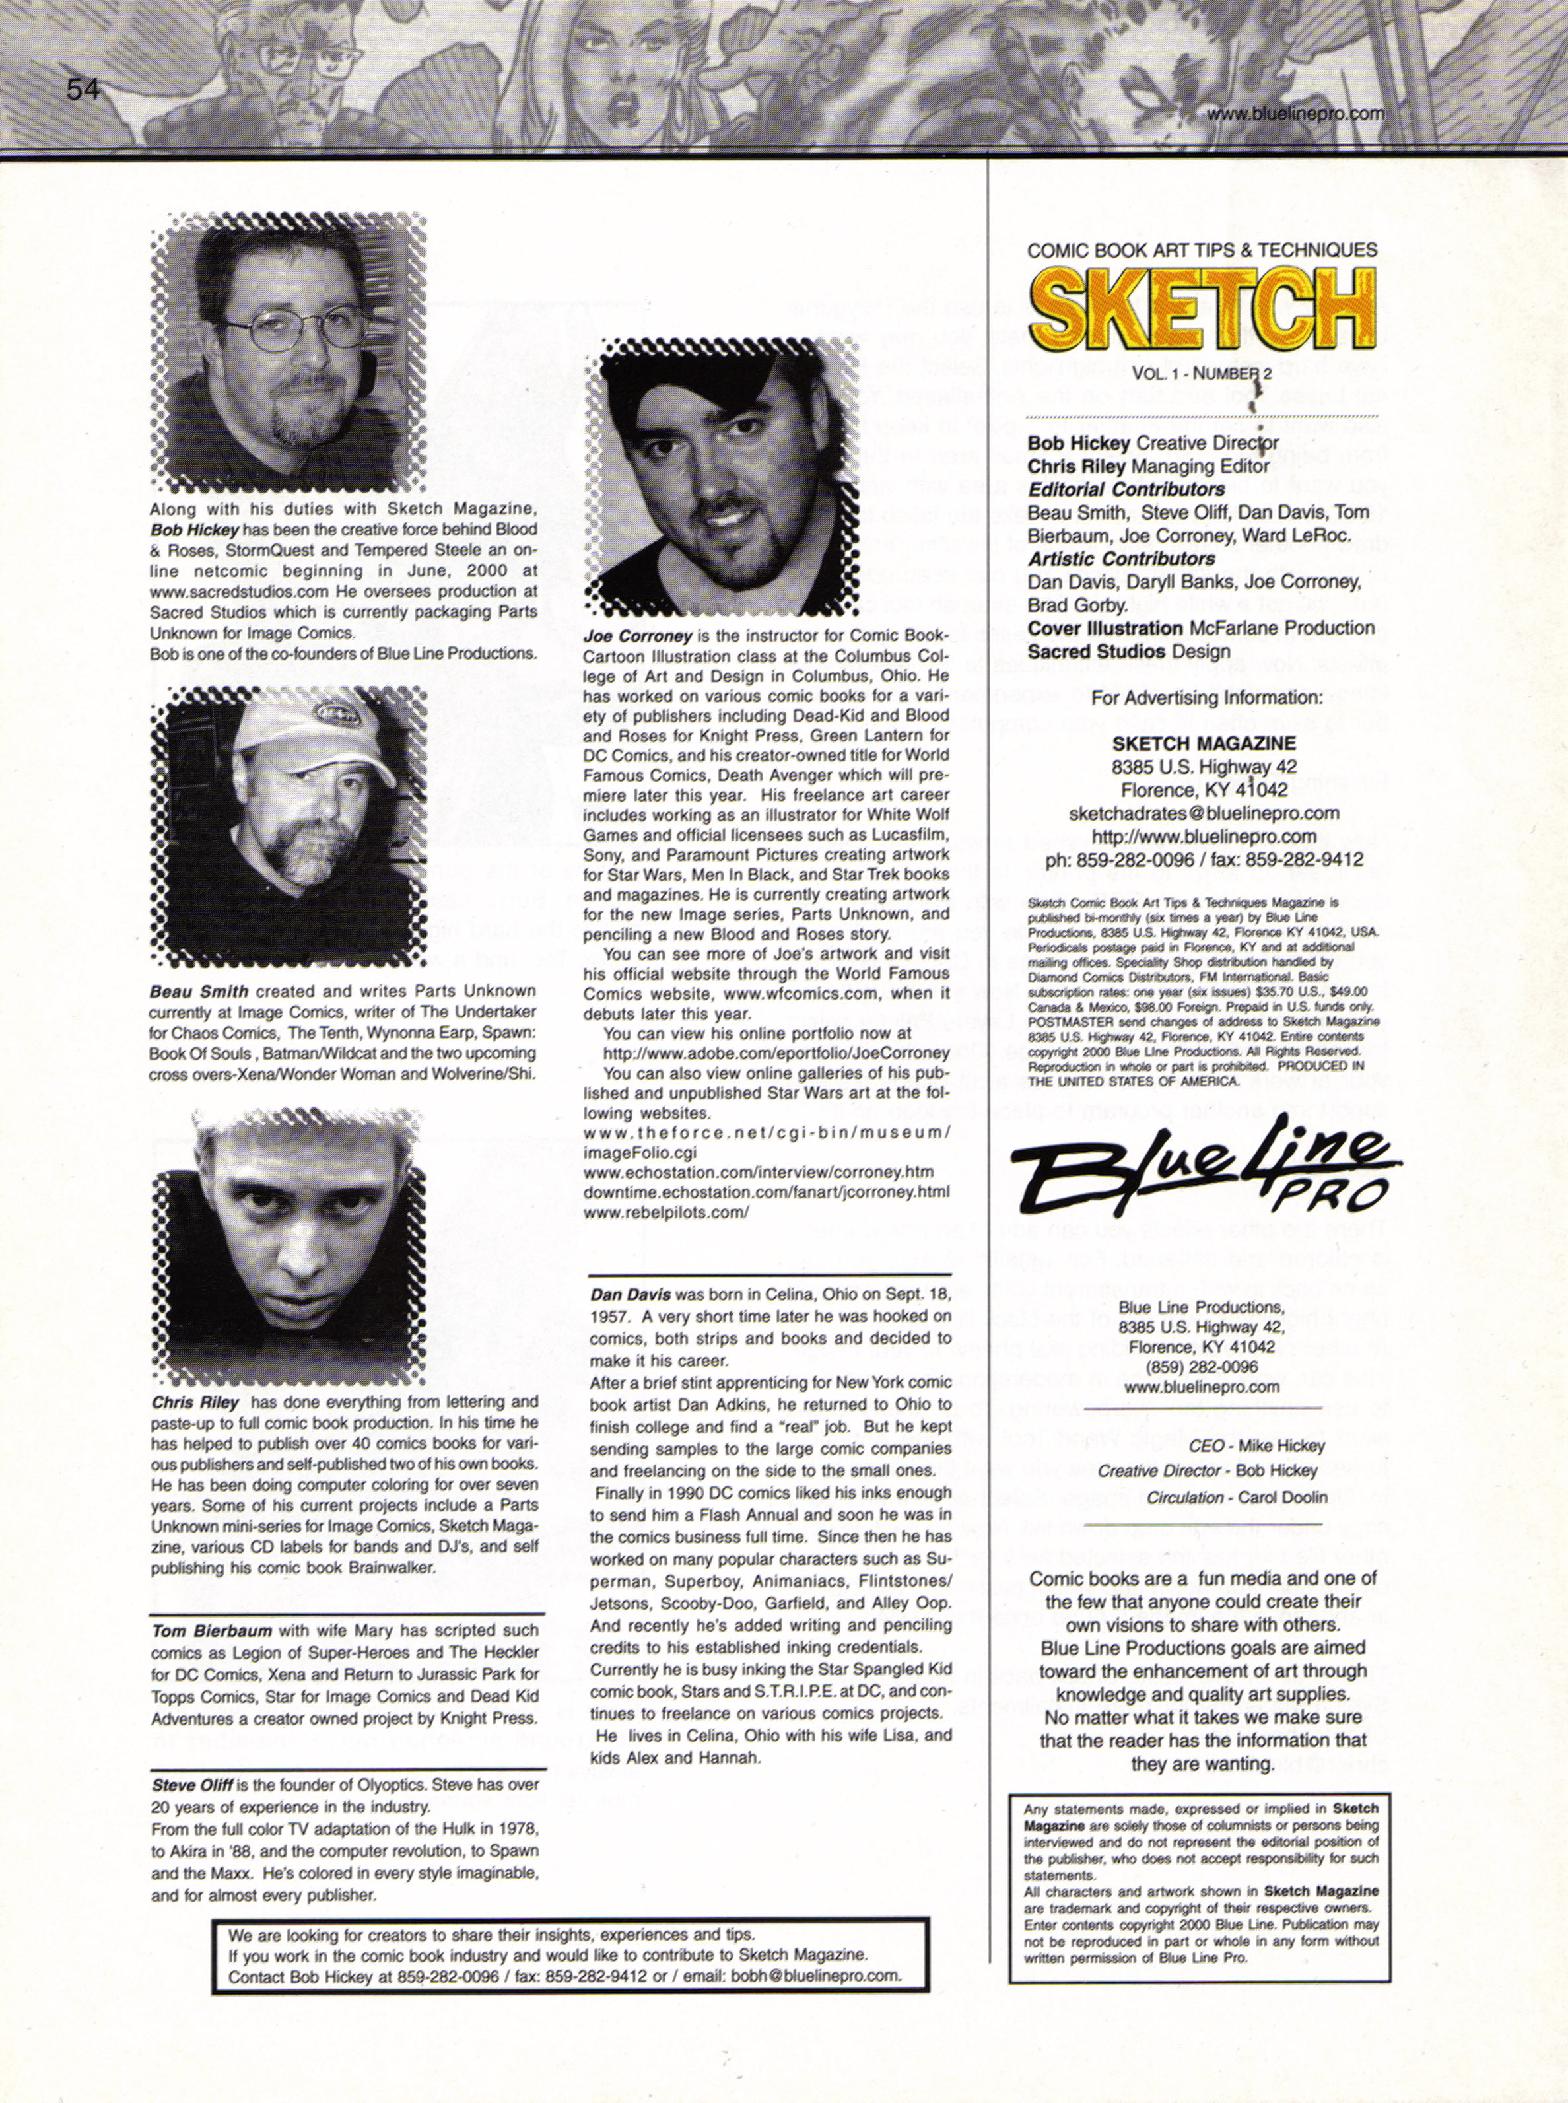 54
www.bluelinepro.com
Along with his duties with Sketch Magazine,
Bob Hickey has been the creative force behind Blood
& Roses, StormQuest and Tempered Steele an on-
line netcomic beginning in June, 2000 at
www.sacredstudios.com He oversees production at
Sacred Studios which is currently packaging Parts
Unknown for Image Comics.
Bob is one of the co-founders of Blue Line Productions.
Beau Smith created and writes Parts Unknown
currently at Image Comics, writer of The Undertaker
for Chaos Comics, The Tenth, Wynonna Earp, Spawn:
Book Of Souls , Batman/Wildcat and the two upcoming
cross overs-Xena/Wonder Woman and Wolverine/Shi.
Chris Riley has done everything from lettering and
paste-up to full comic book production. In his time he
has helped to publish over 40 comics books for vari-
ous publishers and self-published two of his own books.
He has been doing computer coloring for over seven
years. Some of his current projects include a Parts
Unknown mini-series for Image Comics, Sketch Maga-
zine, various CD labels for bands and DJ's, and self
publishing his comic book Brainwalker.
Tom Bierbaum with wife Mary has scripted such
comics as Legion of Super-Heroes and The Heckler
for DC Comics, Xena and Return to Jurassic Park for
Topps Comics, Star for Image Comics and Dead Kid
Adventures a creator owned project by Knight Press.
Steve Oliff is the founder of Olyoptics. Steve has over
20 years of experience in the industry.
From the full color TV adaptation of the Hulk in 1978,
to Akira in '88, and the computer revolution, to Spawn
and the Maxx. He's colored in every style imaginable,
and for almost every publisher.
Joe Corroney is the instructor for Comic Book-
Cartoon Illustration class at the Columbus Col-
lege of Art and Design in Columbus, Ohio. He
has worked on various comic books for a vari-
ety of publishers including Dead-Kid and Blood
and Roses for Knight Press, Green Lantern for
DC Comics, and his creator-owned title for World
Famous Comics, Death Avenger which will pre-
miere later this year. His freelance art career
includes working as an illustrator for White Wolf
Games and official licensees such as Lucasfilm,
Sony, and Paramount Pictures creating artwork
for Star Wars, Men In Black, and Star Trek books
and magazines. He is currently creating artwork
for the new Image series, Parts Unknown, and
penciling a new Blood and Roses story.
You can see more of Joe's artwork and visit
his official website through the World Famous
Comics website, www.wfcomics.com, when it
debuts later this year.
You can view his online portfolio now at
http://www.adobe.com/eportfolio/JoeCorroney
You can also view online galleries of his pub-
lished and unpublished Star Wars art at the fol-
lowing websites.
www.theforce.net/cgi-bin/museum/
imageFolio.cgi
www.echostation.com/interview/corroney.htm
downtime.echostation.com/fanart/jcorroney.html
www.rebelpilots.com/
Dan Davis was born in Celina, Ohio on Sept. 18,
1957. A very short time later he was hooked on
comics, both strips and books and decided to
make it his career.
After a brief stint apprenticing for New York comic
book artist Dan Adkins, he returned to Ohio to
finish college and find a "real" job. But he kept
sending samples to the large comic companies
and freelancing on the side to the small ones.
Finally in 1990 DC comics liked his inks enough
to send him a Flash Annual and soon he was in
the comics business full time. Since then he has
worked on many popular characters such as Su-
perman, Superboy, Animaniacs, Flintstones/
Jetsons, Scooby-Doo, Garfield, and Alley Oop.
And recently he's added writing and penciling
credits to his established inking credentials.
Currently he is busy inking the Star Spangled Kid
comic book, Stars and S.T.R.I.P.E. at DC, and con-
tinues to freelance on various comics projects.
He lives in Celina, Ohio with his wife Lisa, and
kids Alex and Hannah.
We are looking for creators to share their insights, experiences and tips.
If you work in the comic book industry and would like to contribute to Sketch Magazine.
Contact Bob Hickey at 859-282-0096 / fax: 859-282-9412 or / email: bobh@bluelinepro.com.
COMIC BOOK ART TIPS & TECHNIQUES
SKETCH
VOL. 1 - NUMBER 2
Bob Hickey Creative Director
Chris Riley Managing Editor
Editorial Contributors
Beau Smith, Steve Oliff, Dan Davis, Tom
Bierbaum, Joe Corroney, Ward LeRoc.
Artistic Contributors
Dan Davis, Daryll Banks, Joe Corroney,
Brad Gorby.
Cover Illustration McFarlane Production
Sacred Studios Design
For Advertising Information:
SKETCH MAGAZINE
8385 U.S. Highway 42
Florence, KY 41042
sketchadrates@bluelinepro.com
http://www.bluelinepro.com
ph: 859-282-0096 / fax: 859-282-9412
Sketch Comic Book Art Tips & Techniques Magazine is
published bi-monthly (six times a year) by Blue Line
Productions, 8385 U.S. Highway 42, Florence KY 41042, USA.
Periodicals postage paid in Florence, KY and at additional
mailing offices. Speciality Shop distribution handled by
Diamond Comics Distributors, FM International. Basic
subscription rates: one year (six issues) $35.70 U.S., $49.00
Canada & Mexico, $98.00 Foreign. Prepaid in U.S. funds only.
POSTMASTER send changes of address to Sketch Magazine
8385 U.S. Highway 42, Florence, KY 41042. Entire contents
copyright 2000 Blue Line Productions. All Rights Reserved.
Reproduction in whole or part is prohibited. PRODUCED IN
THE UNITED STATES OF AMERICA.
Blue Line
PRO
Blue Line Productions,
8385 U.S. Highway 42,
Florence, KY 41042
(859) 282-0096
www.bluelinepro.com
CEO - Mike Hickey
Creative Director - Bob Hickey
Circulation - Carol Doolin
Comic books are a fun media and one of
the few that anyone could create their
own visions to share with others.
Blue Line Productions goals are aimed
toward the enhancement of art through
knowledge and quality art supplies.
No matter what it takes we make sure
that the reader has the information that
they are wanting.
Any statements made, expressed or implied in Sketch
Magazine are solely those of columnists or persons being
interviewed and do not represent the editorial position of
the publisher, who does not accept responsibility for such
statements.
All characters and artwork shown in Sketch Magazine
are trademark and copyright of their respective owners.
Enter contents copyright 2000 Blue Line. Publication may
not be reproduced in part or whole in any form without
written permission of Blue Line Pro.